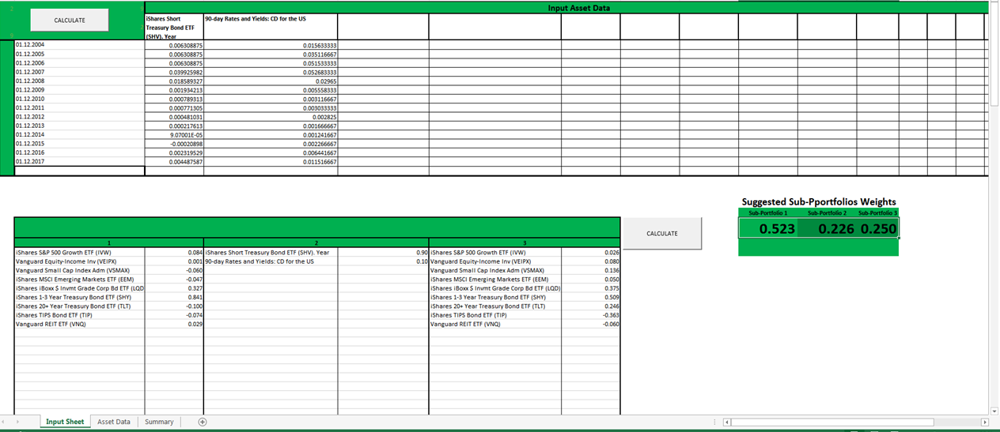 Input Asset Data
CALCULATE
iShares Short
Treasury Bond ETF
(SHV). Year
90-day Rates and Yields: CD for the US
01.12.2004 0.006308875 0.015633333
01.12.2005 0.006308875 0.035116667
01.12.2006 0.006308875 0.051533333
01.12.2007 0.039925982 0.052683333
01.12.2008 0.018589327 0.02965
01.12.2009 0.001934213 0.005558333
01.12.2010 0.000789313 0.003116667
01.12.2011 0.000771305 0.003033333
01.12.2012 0.000481031 0.002825
01.12.2013 0.000217613 0.001666667
01.12.2014 9.07001E-05 0.001241667
01.12.2015 -0.00020898 0.002266667
01.12.2016 0.002319529 0.006441667
01.12.2017 0.004487587 0.011516667
Suggested Sub-Pportfolios Weights
Sub-Portfolio 1 Sub-Portfolio 2 Sub-Portfolio 3
0.523 0.226 0.250
CALCULATE
1 2 3
iShares S&P 500 Growth ETF (IVW) 0.084 iShares Short Treasury Bond ETF (SHV). Year 0.90 iShares S&P 500 Growth ETF (IVW) 0.026
Vanguard Equity-Income Inv (VEIPX) 0.001 90-day Rates and Yields: CD for the US 0.10 Vanguard Equity-Income Inv (VEIPX) 0.080
Vanguard Small Cap Index Adm (VSMAX) -0.060 Vanguard Small Cap Index Adm (VSMAX) 0.136
iShares MSCI Emerging Markets ETF (EEM) -0.047 iShares MSCI Emerging Markets ETF (EEM) 0.050
iShares iBoxx $ Invmt Grade Corp Bd ETF (LQD 0.327 iShares iBoxx $ Invmt Grade Corp Bd ETF (LQD) 0.375
iShares 1-3 Year Treasury Bond ETF (SHY) 0.841 iShares 1-3 Year Treasury Bond ETF (SHY) 0.509
iShares 20+ Year Treasury Bond ETF (TLT) -0.100 iShares 20+ Year Treasury Bond ETF (TLT) 0.246
iShares TIPS Bond ETF (TIP) -0.074 iShares TIPS Bond ETF (TIP) -0.363
Vanguard REIT ETF (VNQ) 0.029 Vanguard REIT ETF (VNQ) -0.060
Input Sheet Asset Data Summary